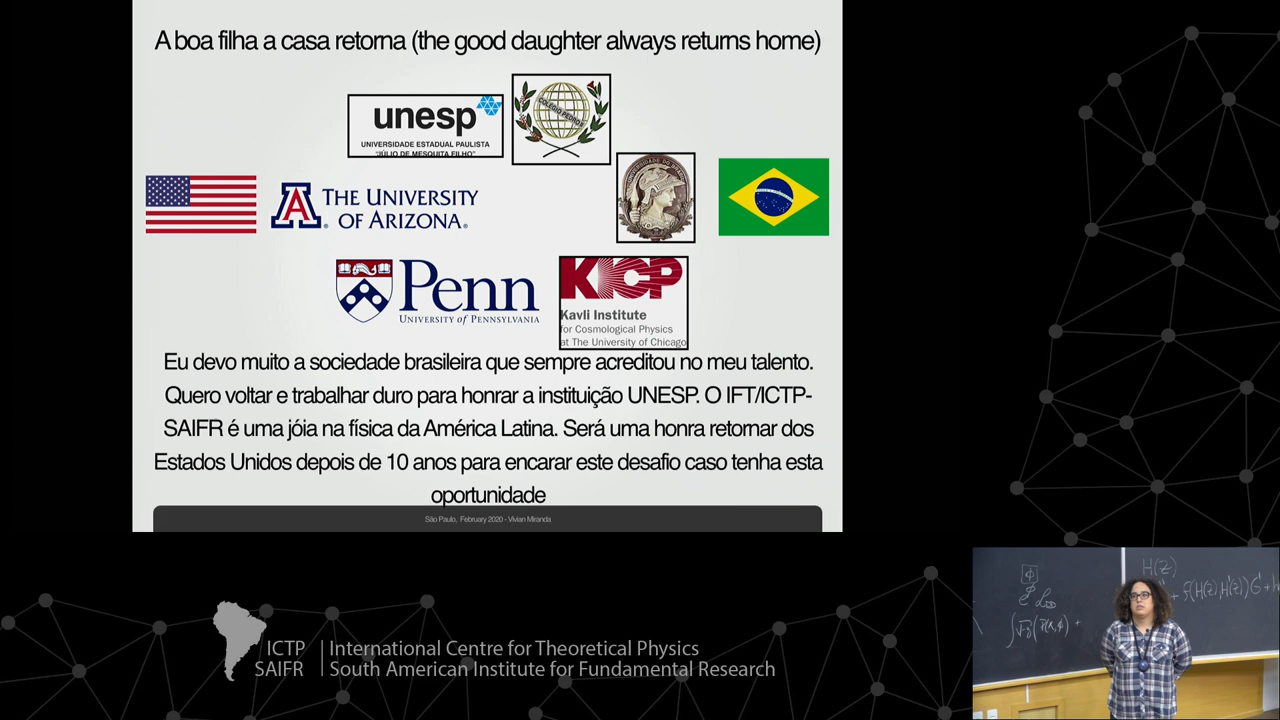 A boa filha a casa retorna (the good daughter always returns home)
unesp
UNIVERSIDADE ESTADUAL PAULISTA
"JÚLIO DE MESQUITA FILHO"
COLEGIO PEDRO II
THE UNIVERSITY
OF ARIZONA®
Penn
UNIVERSITY of PENNSYLVANIA
KICP
Kavli Institute
for Cosmological Physics
at The University of Chicago
Eu devo muito a sociedade brasileira que sempre acreditou no meu talento.
Quero voltar e trabalhar duro para honrar a instituição UNESP. O IFT/ICTP-
SAIFR é uma jóia na física da América Latina. Será uma honra retornar dos
Estados Unidos depois de 10 anos para encarar este desafio caso tenha esta
oportunidade
São Paulo, February 2020 - Vivian Miranda
ICTP
SAIFR
International Centre for Theoretical Physics
South American Institute for Fundamental Research
H(z)